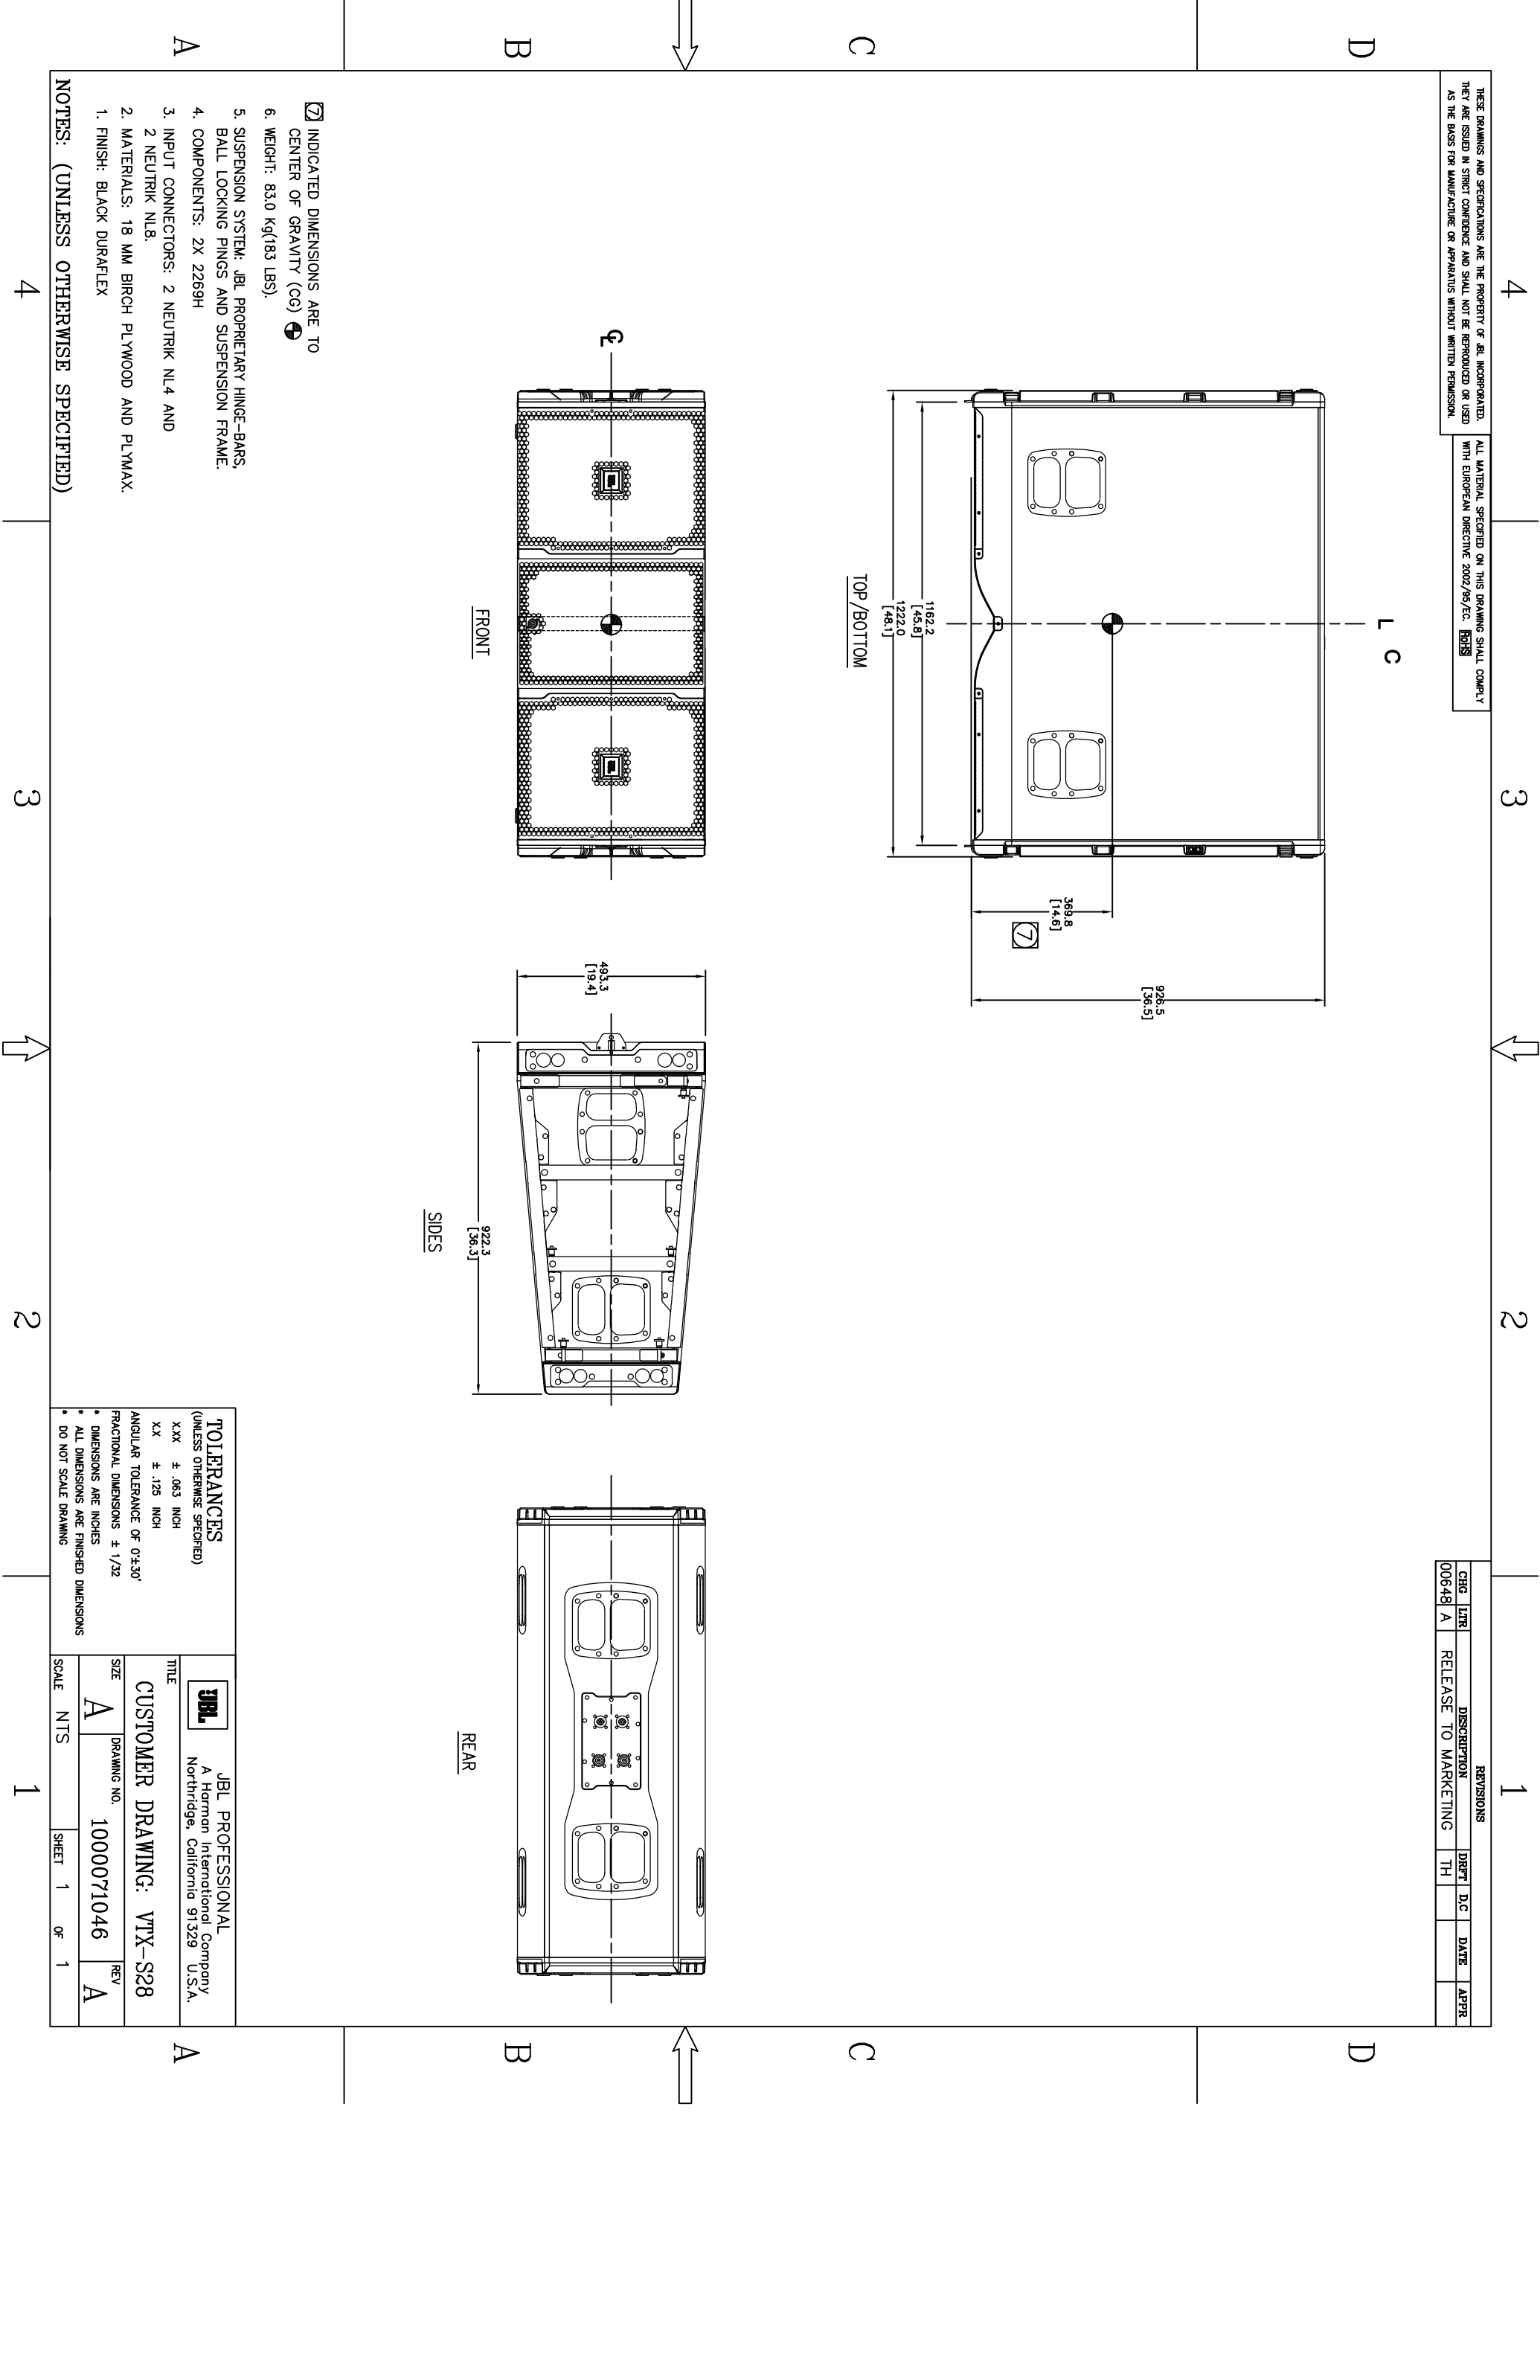 THESE DRAWINGS AND SPECIFICATIONS ARE THE PROPERTY OF JBL INCORPORATED.
THEY ARE ISSUED IN STRICT CONFIDENCE AND SHALL NOT BE REPRODUCED OR USED
AS THE BASIS FOR MANUFACTURE OR APPARATUS WITHOUT WRITTEN PERMISSION.
ALL MATERIAL SPECIFIED ON THIS DRAWING SHALL COMPLY
WITH EUROPEAN DIRECTIVE 2002/95/EC. RoHS
REVISIONS
CHG LTR DESCRIPTION DRFT D,C DATE APPR
00648 A RELEASE TO MARKETING TH
4
3
2
1
D
D
C
C
B
B
A
A
L
C
1162.2
[45.8]
1222.0
[48.1]
369.8
[14.6]
7
926.5
[36.5]
TOP/BOTTOM
CL
JBL
JBL
FRONT
493.3
[19.4]
922.3
[36.3]
SIDES
REAR
7 INDICATED DIMENSIONS ARE TO
CENTER OF GRAVITY (CG)
6. WEIGHT: 83.0 Kg(183 LBS).
5. SUSPENSION SYSTEM: JBL PROPRIETARY HINGE-BARS,
BALL LOCKING PINGS AND SUSPENSION FRAME.
4. COMPONENTS: 2X 2269H
3. INPUT CONNECTORS: 2 NEUTRIK NL4 AND
2 NEUTRIK NL8.
2. MATERIALS: 18 MM BIRCH PLYWOOD AND PLYMAX.
1. FINISH: BLACK DURAFLEX
NOTES: (UNLESS OTHERWISE SPECIFIED)
TOLERANCES
(UNLESS OTHERWISE SPECIFIED)
X.XX ± .063 INCH
X.X ± .125 INCH
ANGULAR TOLERANCE OF 0°±30'
FRACTIONAL DIMENSIONS ± 1/32
* DIMENSIONS ARE INCHES
* ALL DIMENSIONS ARE FINISHED DIMENSIONS
* DO NOT SCALE DRAWING
JBL
JBL PROFESSIONAL
A Harman International Company
Northridge, California 91329 U.S.A.
TITLE
CUSTOMER DRAWING: VTX-S28
SIZE
A
DRAWING NO.
1000071046
REV
A
SCALE NTS
SHEET 1 OF 1
4
3
2
1